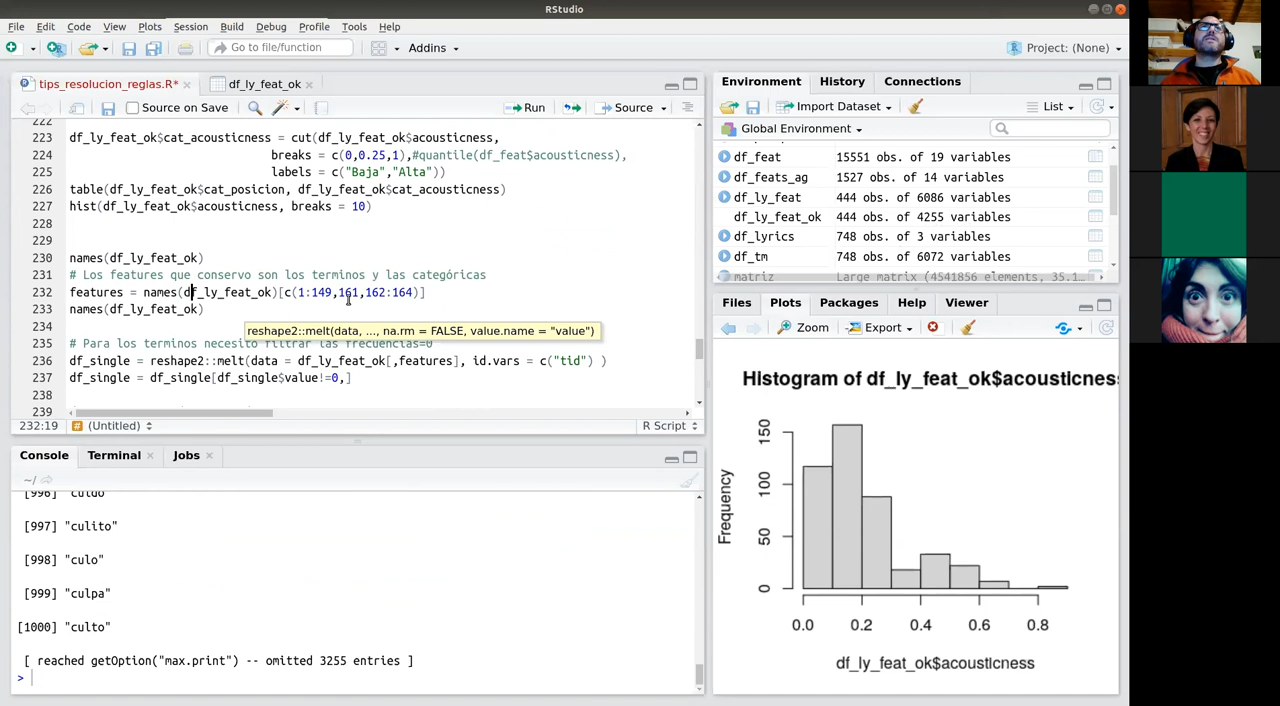 RStudio
File Edit Code View Plots Session Build Debug Profile Tools Help
Go to file/function Addins Project: (None)
tips_resolucion_reglas.R* df_ly_feat_ok
Source on Save Run Source
222
223 df_ly_feat_ok$cat_acousticness = cut(df_ly_feat_ok$acousticness,
224 breaks = c(0,0.25,1),#quantile(df_feat$acousticness),
225 labels = c("Baja","Alta"))
226 table(df_ly_feat_ok$cat_posicion, df_ly_feat_ok$cat_acousticness)
227 hist(df_ly_feat_ok$acousticness, breaks = 10)
228
229
230 names(df_ly_feat_ok)
231 # Los features que conservo son los terminos y las categóricas
232 features = names(df_ly_feat_ok)[c(1:149,161,162:164)]
233 names(df_ly_feat_ok)
234
reshape2::melt(data, ..., na.rm = FALSE, value.name = "value")
235 # Para los terminos necesito filtrar las frecuencias=0
236 df_single = reshape2::melt(data = df_ly_feat_ok[,features], id.vars = c("tid") )
237 df_single = df_single[df_single$value!=0,]
238
239
232:19 # (Untitled) R Script
Console Terminal Jobs
~/
[996] "culdo"
[997] "culito"
[998] "culo"
[999] "culpa"
[1000] "culto"
[ reached getOption("max.print") -- omitted 3255 entries ]
>
Environment History Connections
Import Dataset List
Global Environment
df_feat 15551 obs. of 19 variables
df_feats_ag 1527 obs. of 14 variables
df_ly_feat 444 obs. of 6086 variables
df_ly_feat_ok 444 obs. of 4255 variables
df_lyrics 748 obs. of 3 variables
df_tm 748 obs. of 6072 variables
matriz Large matrix (4541856 elements, 35.1…
Files Plots Packages Help Viewer
Zoom Export
Histogram of df_ly_feat_ok$acousticness
Frequency
150
100
50
0
0.0 0.2 0.4 0.6 0.8
df_ly_feat_ok$acousticness